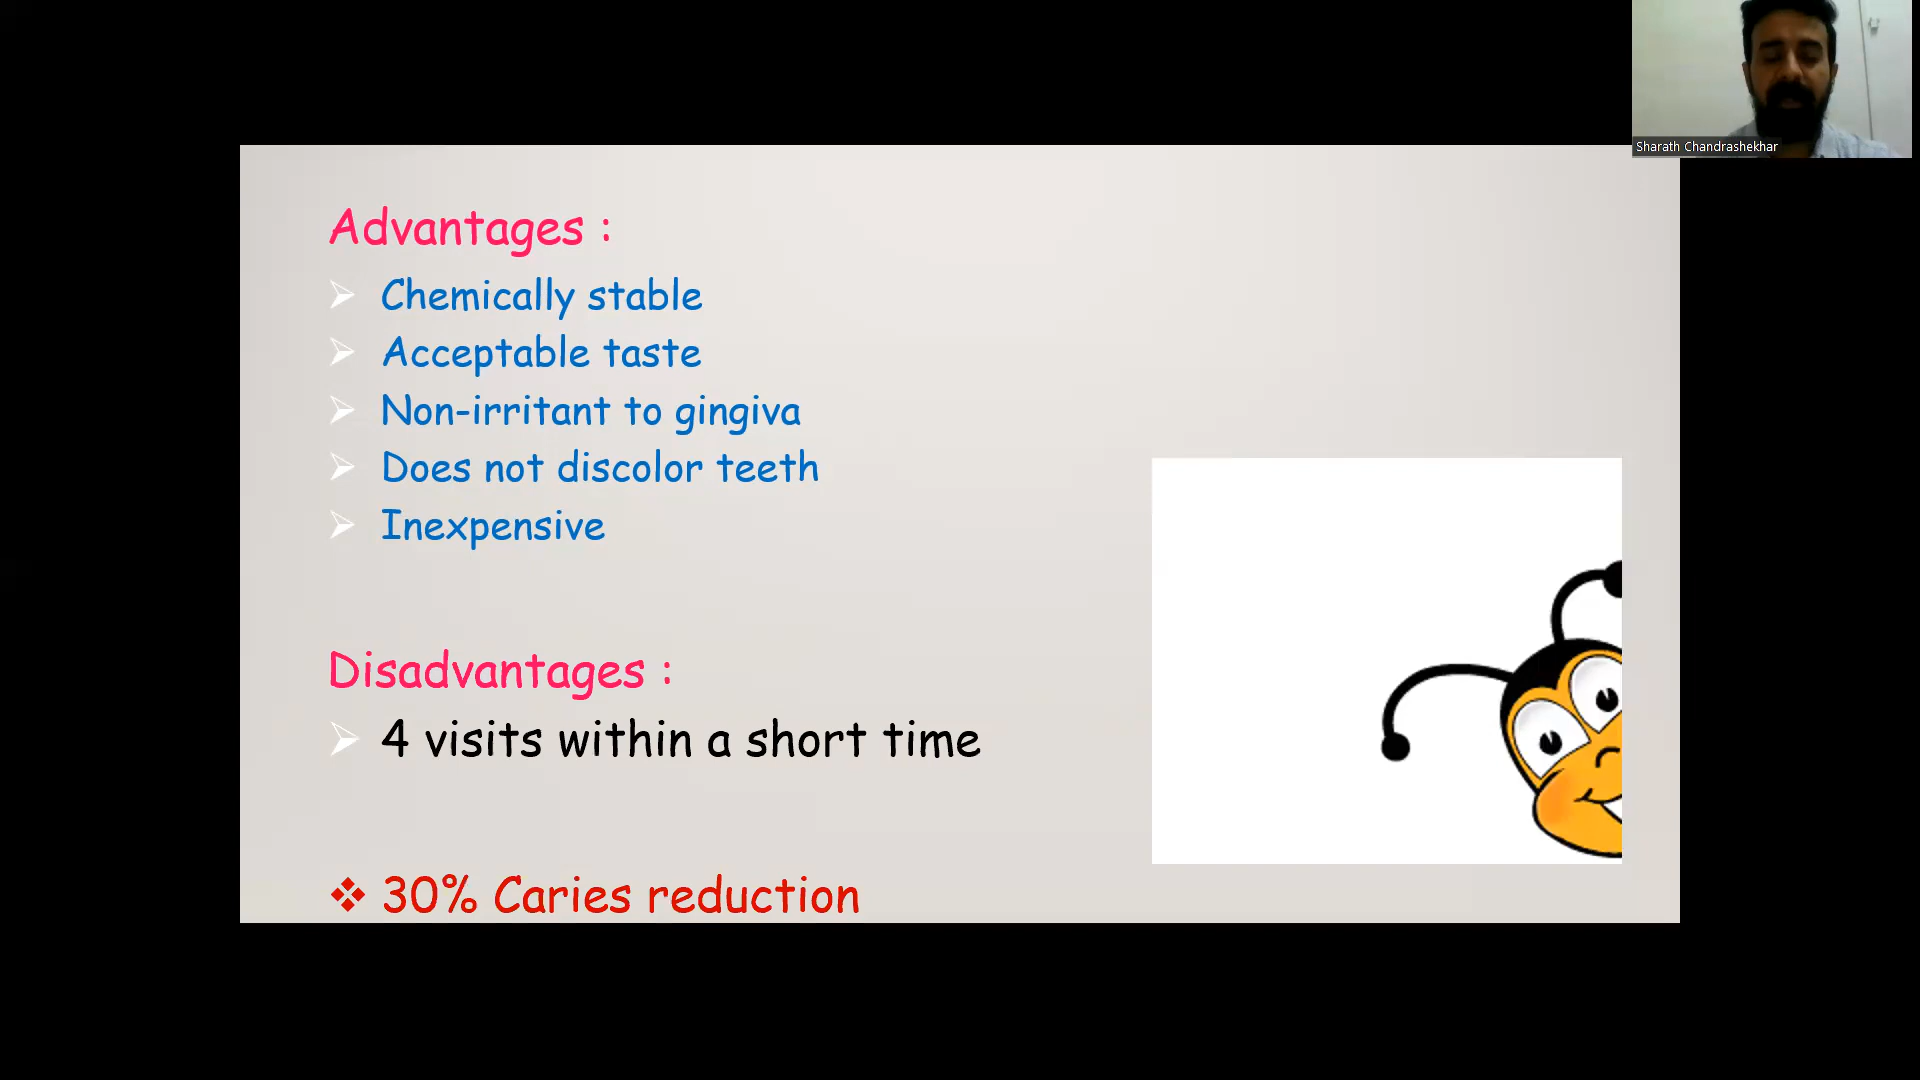 Sharath Chandrashekhar
Advantages :
Chemically stable
Acceptable taste
Non-irritant to gingiva
Does not discolor teeth
Inexpensive
Disadvantages :
4 visits within a short time
30% Caries reduction